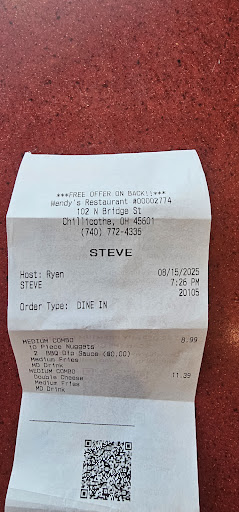 ***FREE OFFER ON BACK!!***
Wendy's Restaurant #00002774
102 N Bridge St
Chillicothe, OH 45601
(740) 772-4336
STEVE
Host: Ryen 08/15/2025
STEVE 7:26 PM
20105
Order Type: DINE IN
MEDIUM COMBO 8.99
10 Piece Nuggets
2 BBQ Dip Sauce (@0.00)
Medium Fries
MD Drink
MEDIUM COMBO 11.39
Double Cheese
Medium Fries
MD Drink